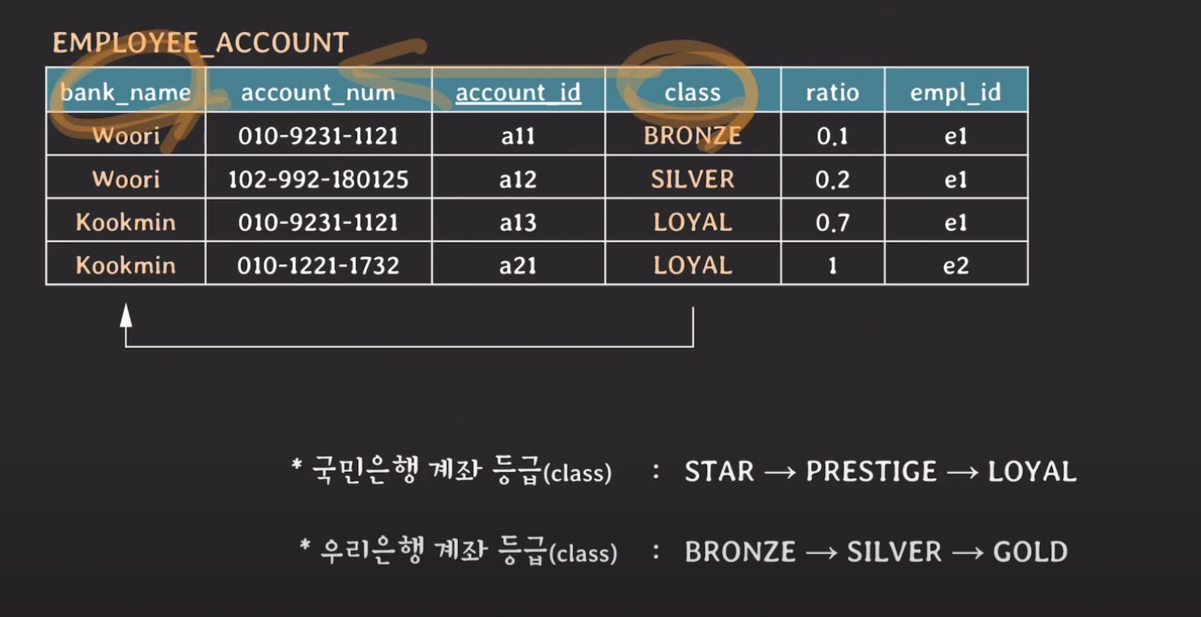 EMPLOYEE_ACCOUNT
bank_name account_num account_id class ratio empl_id
Woori 010-9231-1121 a11 BRONZE 0.1 e1
Woori 102-992-180125 a12 SILVER 0.2 e1
Kookmin 010-9231-1121 a13 LOYAL 0.7 e1
Kookmin 010-1221-1732 a21 LOYAL 1 e2
* 국민은행 계좌 등급(class) : STAR → PRESTIGE → LOYAL
* 우리은행 계좌 등급(class) : BRONZE → SILVER → GOLD